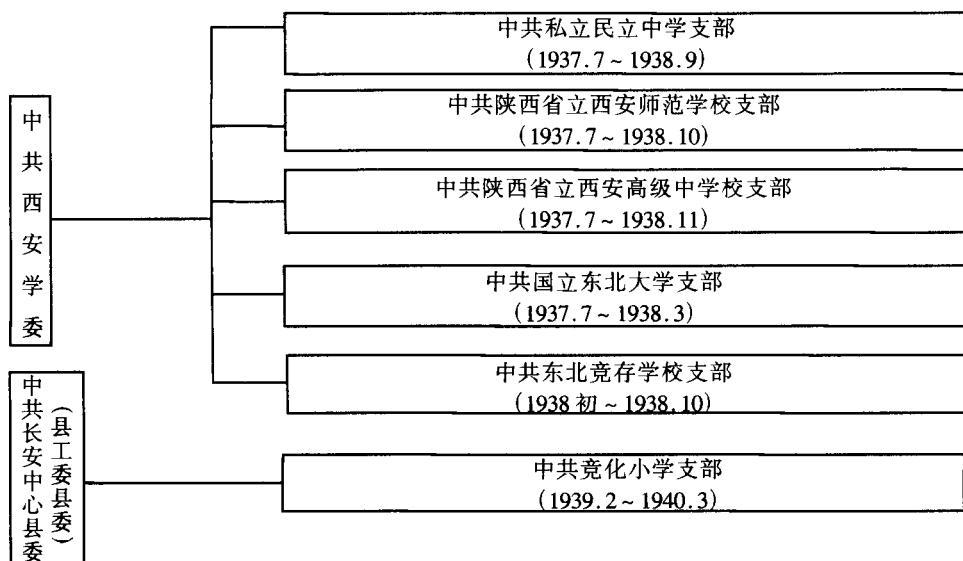 中共西安学委
中共私立民立中学支部
(1937.7～1938.9)
中共陕西省立西安师范学校支部
(1937.7～1938.10)
中共陕西省立西安高级中学校支部
(1937.7～1938.11)
中共国立东北大学支部
(1937.7～1938.3)
中共东北竞存学校支部
(1938初～1938.10)
中共长安中心县委
(县工委县委)
中共竞化小学支部
(1939.2～1940.3)